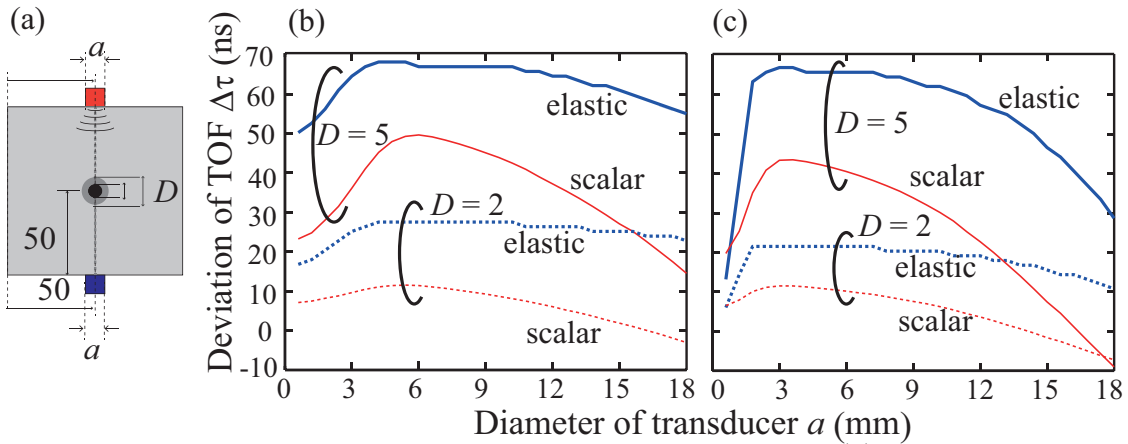 (a)
a
D
50
50
a
(b)
Deviation of TOF Δτ (ns)
70
60
50
40
30
20
10
0
-10
elastic
D = 5
scalar
D = 2
elastic
scalar
0 3 6 9 12 15 18
(c)
elastic
D = 5
scalar
D = 2
elastic
scalar
0 3 6 9 12 15 18
Diameter of transducer a (mm)